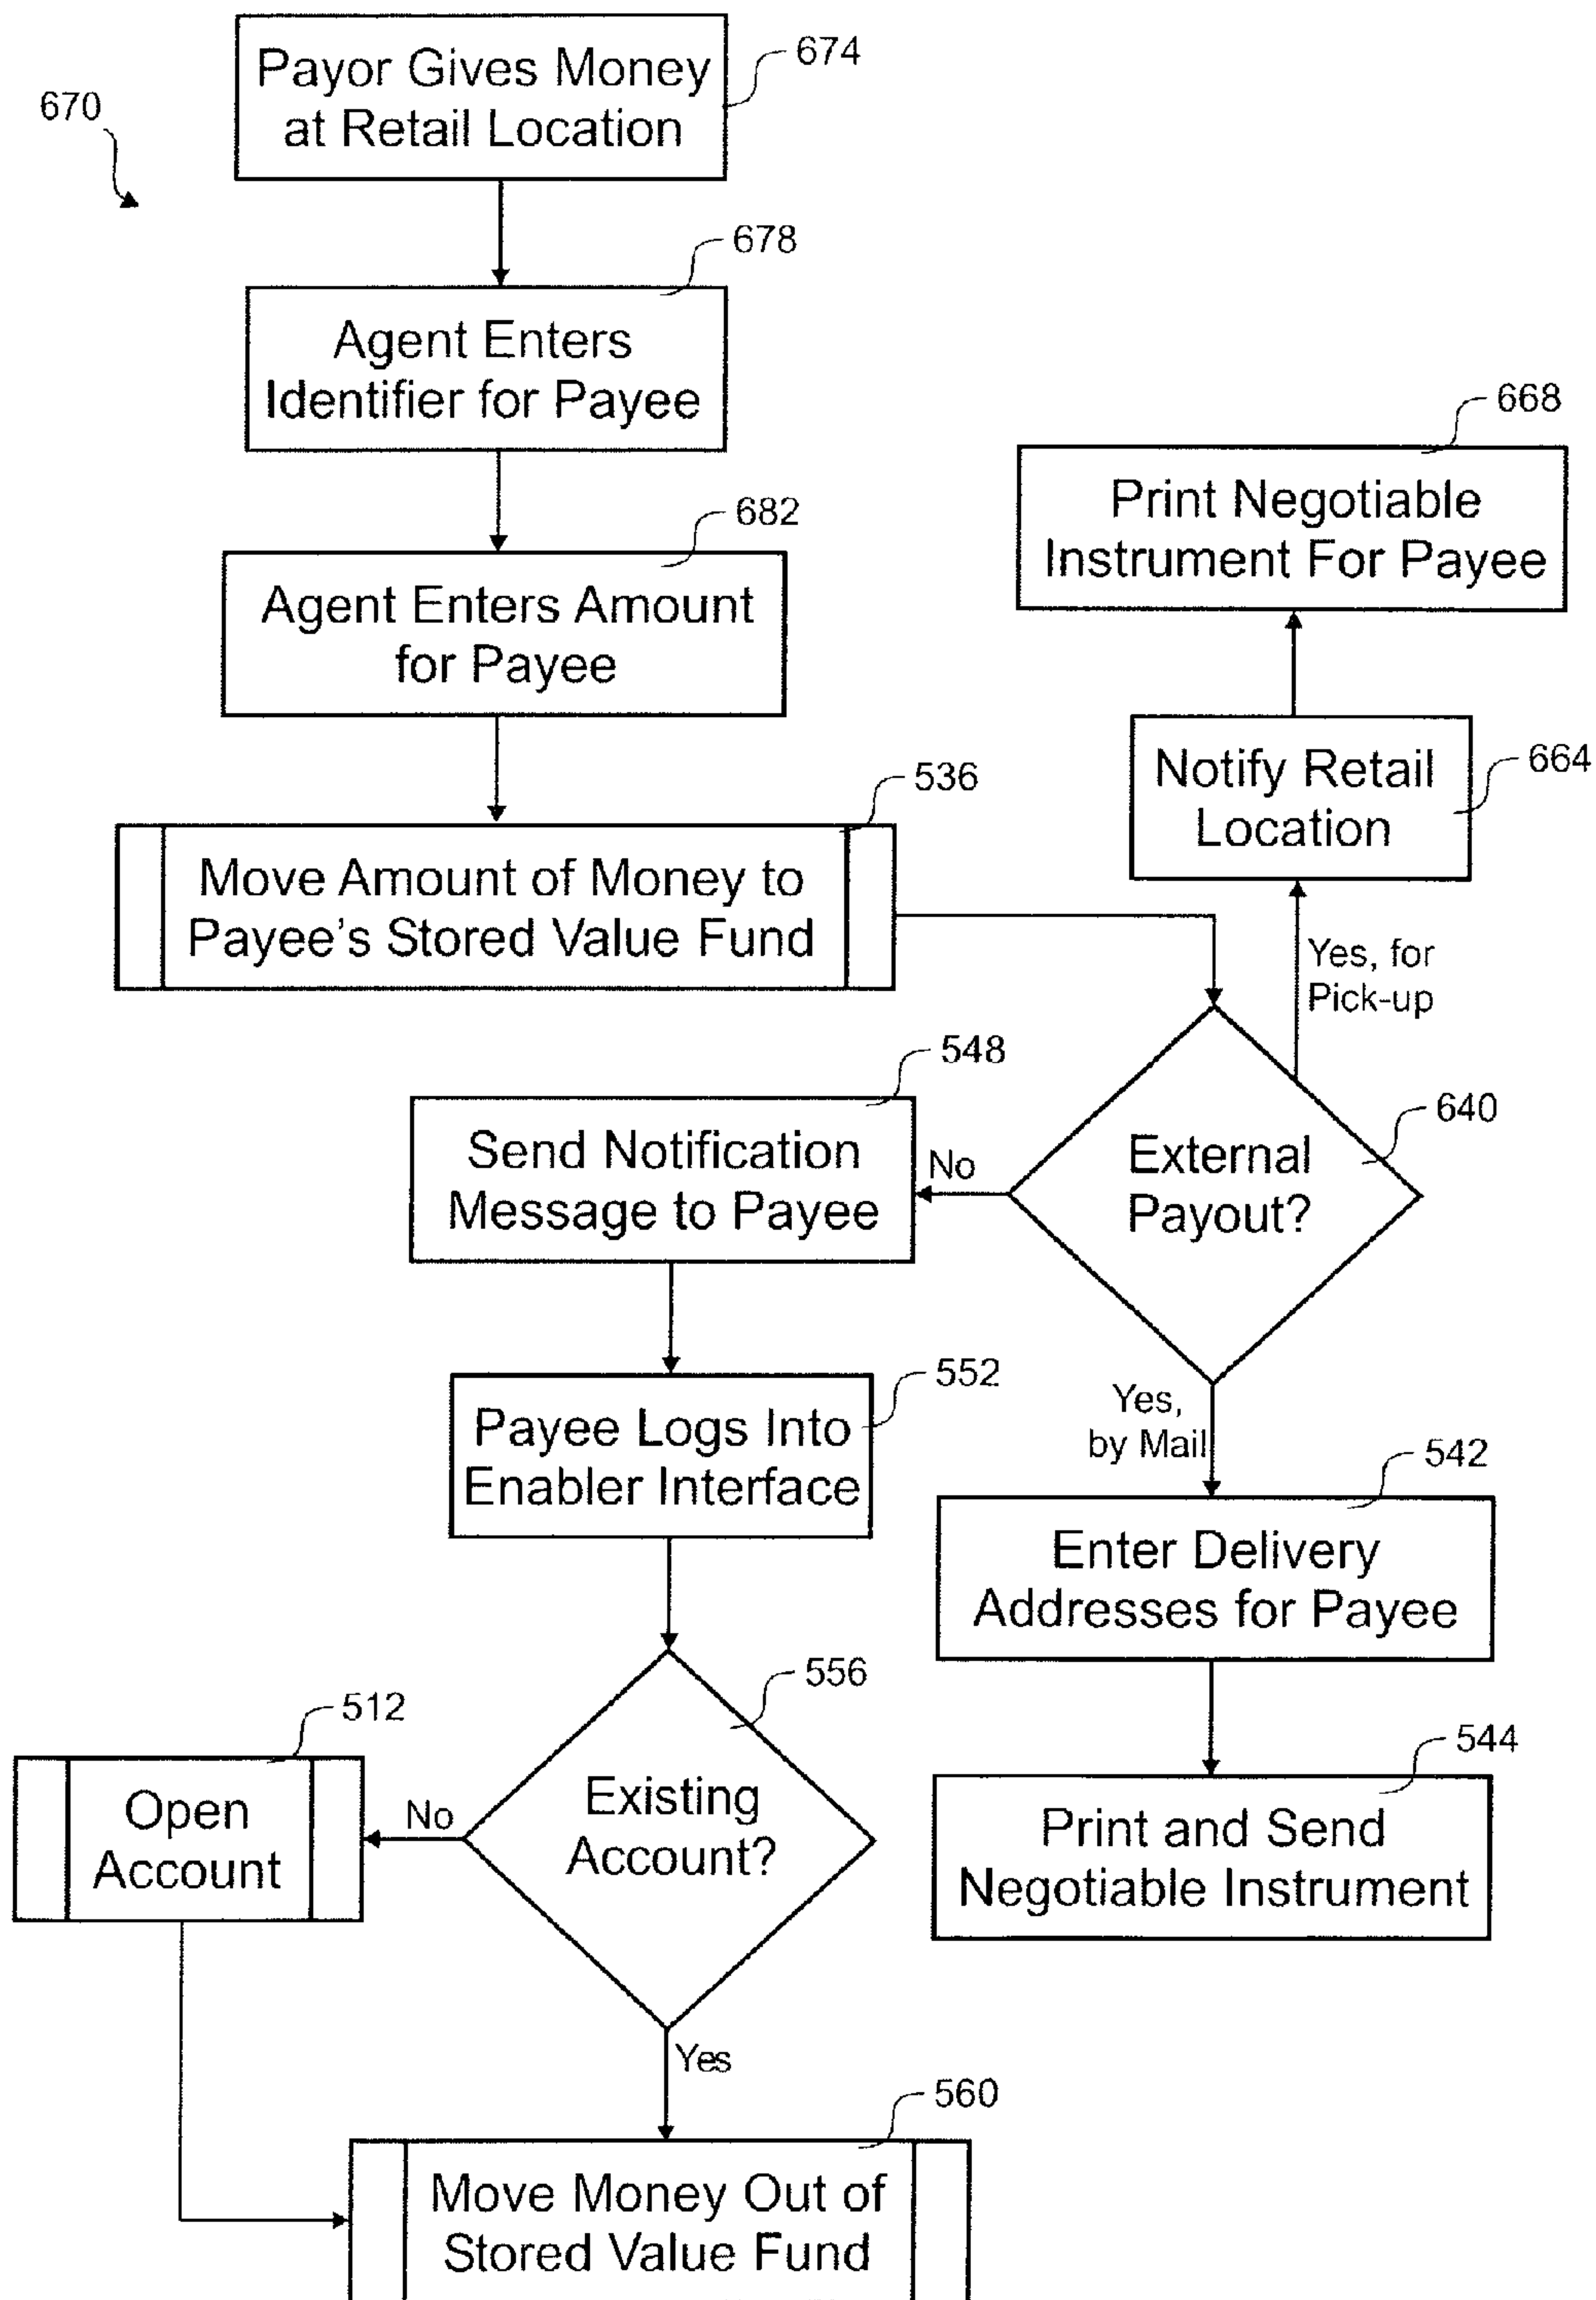 670
Payor Gives Money
at Retail Location
674
Agent Enters
Identifier for Payee
678
Agent Enters Amount
for Payee
682
Move Amount of Money to
Payee's Stored Value Fund
536
External
Payout?
640
Yes, for
Pick-up
Notify Retail
Location
664
Print Negotiable
Instrument For Payee
668
No
Send Notification
Message to Payee
548
Yes,
by Mail
Enter Delivery
Addresses for Payee
542
Print and Send
Negotiable Instrument
544
Payee Logs Into
Enabler Interface
552
Existing
Account?
556
No
Open
Account
512
Yes
Move Money Out of
Stored Value Fund
560